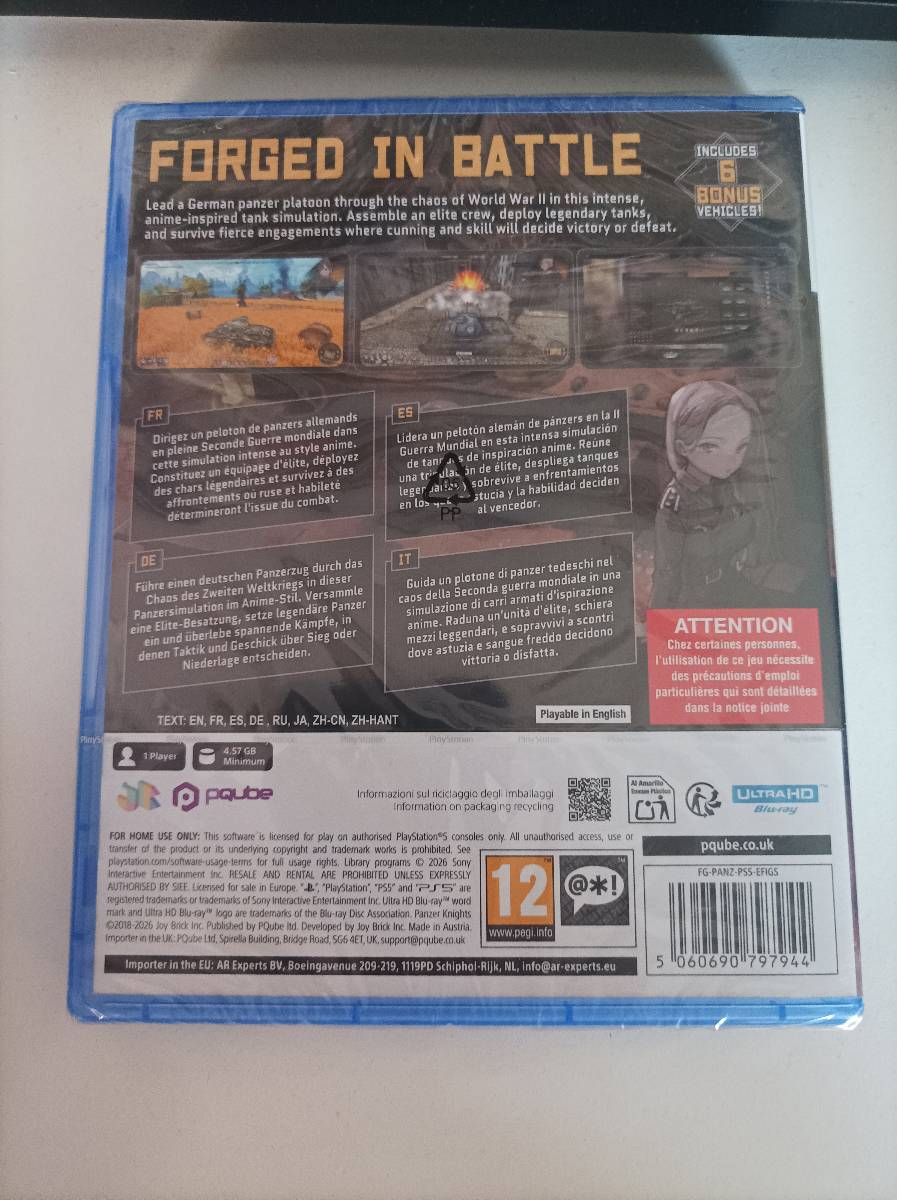 FORGED IN BATTLE
INCLUDES
6
BONUS
VEHICLES!
Lead a German panzer platoon through the chaos of World War II in this intense,
anime-inspired tank simulation. Assemble an elite crew, deploy legendary tanks,
and survive fierce engagements where cunning and skill will decide victory or defeat.
FR
Dirigez un peloton de panzers allemands
en pleine Seconde Guerre mondiale dans
cette simulation intense au style anime.
Constituez un équipage d'élite, déployez
des chars légendaires et survivez à des
affrontements où ruse et habileté
détermineront l'issue du combat.
ES
Lidera un pelotón alemán de pánzers en la II
Guerra Mundial en esta intensa simulación
de tanques de inspiración anime. Reúne
una de élite, despliega tanques
sobrevive a enfrentamientos
en los stucia y la habilidad deciden
al vencedor.
05
PP
DE
Führe einen deutschen Panzerzug durch das
Chaos des Zweiten Weltkriegs in dieser
Panzersimulation im Anime-Stil. Versammle
eine Elite-Besatzung, setze legendäre Panzer
ein und überlebe spannende Kämpfe, in
denen Taktik und Geschick über Sieg oder
Niederlage entscheiden.
IT
Guida un plotone di panzer tedeschi nel
caos della Seconda guerra mondiale in una
simulazione di carri armati d'ispirazione
anime. Raduna un'unità d'élite, schiera
mezzi leggendari, e sopravvivi a scontri
dove astuzia e sangue freddo decidono
vittoria o disfatta.
ATTENTION
Chez certaines personnes,
l'utilisation de ce jeu nécessite
des précautions d'emploi
particulières qui sont détaillées
dans la notice jointe
TEXT: EN, FR, ES, DE , RU, JA, ZH-CN, ZH-HANT
Playable in English
1 Player
4.57 GB
Minimum
PQube
Informazioni sul riciclaggio degli imballaggi
Information on packaging recycling
Al Amarillo
Envase Plástico
ULTRA HD
Blu-ray™
FOR HOME USE ONLY: This software is licensed for play on authorised PlayStation®5 consoles only. All unauthorised access, use or
transfer of the product or its underlying copyright and trademark works is prohibited. See
playstation.com/software-usage-terms for full usage rights. Library programs © 2026 Sony
Interactive Entertainment Inc. RESALE AND RENTAL ARE PROHIBITED UNLESS EXPRESSLY
AUTHORISED BY SIEE. Licensed for sale in Europe. "", "PlayStation", "PS5" and "PS5" are
registered trademarks or trademarks of Sony Interactive Entertainment Inc. Ultra HD Blu-ray™ word
mark and Ultra HD Blu-ray™ logo are trademarks of the Blu-ray Disc Association. Panzer Knights
©2018-2026 Joy Brick Inc. Published by PQube ltd. Developed by Joy Brick Inc. Made in Austria.
Importer in the UK: PQube Ltd, Spirella Building, Bridge Road, SG6 4ET, UK, support@pqube.co.uk
12
www.pegi.info
@*!
pqube.co.uk
FG-PANZ-PS5-EFIGS
5 060690 797944
Importer in the EU: AR Experts BV, Boeingavenue 209-219, 1119PD Schiphol-Rijk, NL, info@ar-experts.eu